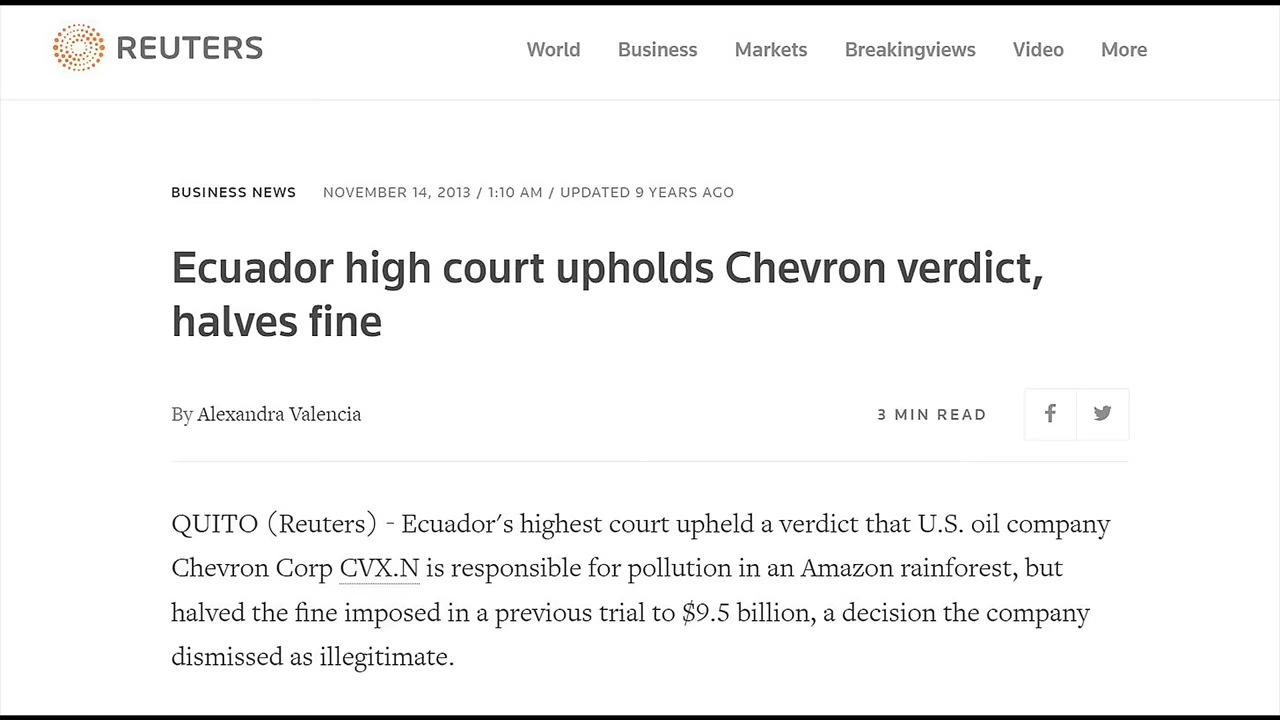 REUTERS
World Business Markets Breakingviews Video More
BUSINESS NEWS NOVEMBER 14, 2013 / 1:10 AM / UPDATED 9 YEARS AGO
Ecuador high court upholds Chevron verdict,
halves fine
By Alexandra Valencia
3 MIN READ
QUITO (Reuters) - Ecuador's highest court upheld a verdict that U.S. oil company
Chevron Corp CVX.N is responsible for pollution in an Amazon rainforest, but
halved the fine imposed in a previous trial to $9.5 billion, a decision the company
dismissed as illegitimate.